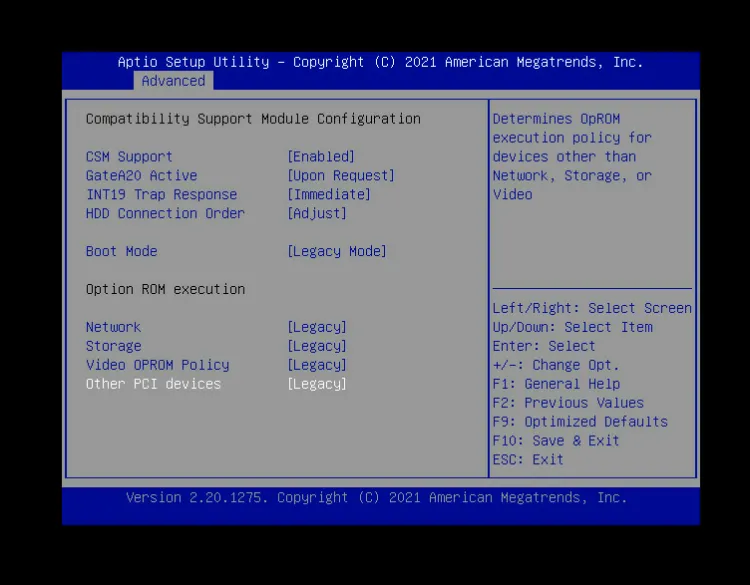 Aptio Setup Utility – Copyright (C) 2021 American Megatrends, Inc.
Advanced
Compatibility Support Module Configuration
CSM Support [Enabled]
GateA20 Active [Upon Request]
INT19 Trap Response [Immediate]
HDD Connection Order [Adjust]
Boot Mode [Legacy Mode]
Option ROM execution
Network [Legacy]
Storage [Legacy]
Video OPROM Policy [Legacy]
Other PCI devices [Legacy]
Determines OpROM
execution policy for
devices other than
Network, Storage, or
Video
Left/Right: Select Screen
Up/Down: Select Item
Enter: Select
+/-: Change Opt.
F1: General Help
F2: Previous Values
F9: Optimized Defaults
F10: Save & Exit
ESC: Exit
Version 2.20.1275. Copyright (C) 2021 American Megatrends, Inc.